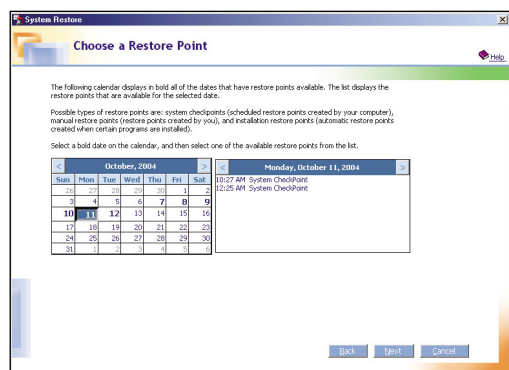 System Restore
Choose a Restore Point
Help
The following calendar displays in bold all of the dates that have restore points available. The list displays the
restore points that are available for the selected date.
Possible types of restore points are: system checkpoints (scheduled restore points created by your computer),
manual restore points (restore points created by you), and installation restore points (automatic restore points
created when certain programs are installed).
Select a bold date on the calendar, and then select one of the available restore points from the list.
< October, 2004 >
Sun Mon Tue Wed Thu Fri Sat
26 27 28 29 30 1 2
3 4 5 6 7 8 9
10 11 12 13 14 15 16
17 18 19 20 21 22 23
24 25 26 27 28 29 30
31 1 2 3 4 5 6
< Monday, October 11, 2004 >
10:27 AM System CheckPoint
12:25 AM System CheckPoint
Back Next Cancel